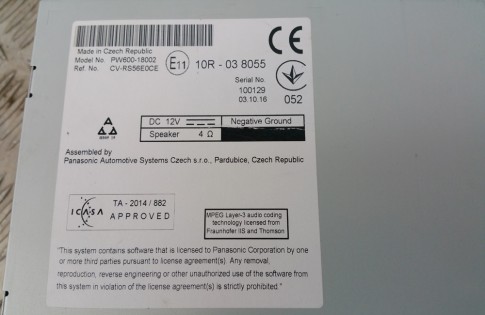 Made in Czech Republic
Model No. PW600-18002
Ref. No. CV-RS56E0CE
E11 10R - 03 8055
CE
Serial No.
100129
03.10.16
052
DC 12V
Negative Ground
Speaker 4 Ω
Assembled by
Panasonic Automotive Systems Czech s.r.o., Pardubice, Czech Republic
ICASA
TA - 2014 / 882
APPROVED
MPEG Layer-3 audio coding
technology licensed from
Fraunhofer IIS and Thomson
"This system contains software that is licensed to Panasonic Corporation by one
or more third parties pursuant to license agreement(s). Any removal,
reproduction, reverse engineering or other unauthorized use of the software from
this system in violation of the license agreement(s) is strictly prohibited."